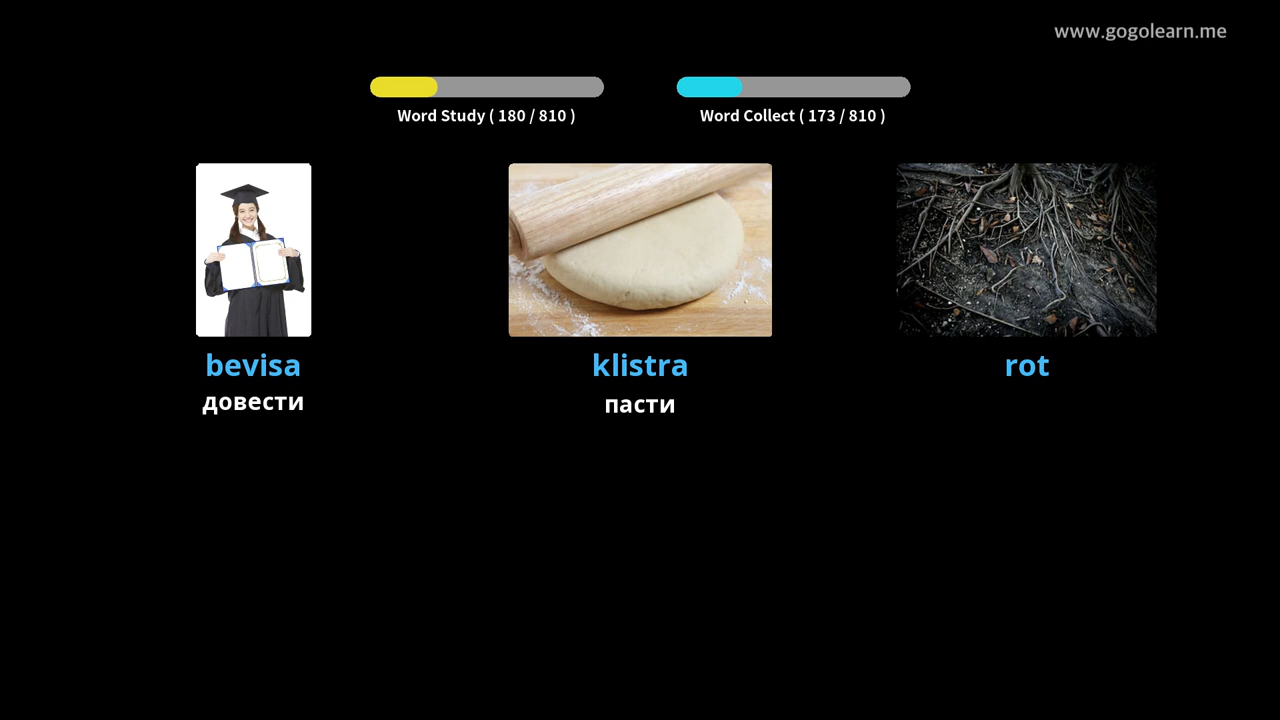 www.gogolearn.me
Word Study ( 180 / 810 )
Word Collect ( 173 / 810 )
bevisa
довести
klistra
пасти
rot